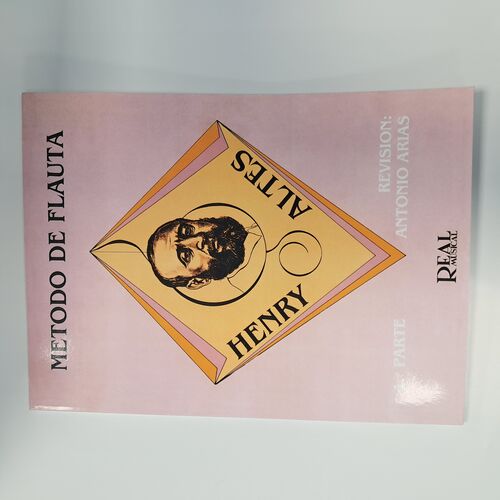 METODO DE FLAUTA
HENRY
ALTES
PARTE
REVISION:
ANTONIO ARIAS
REAL
MUSICAL